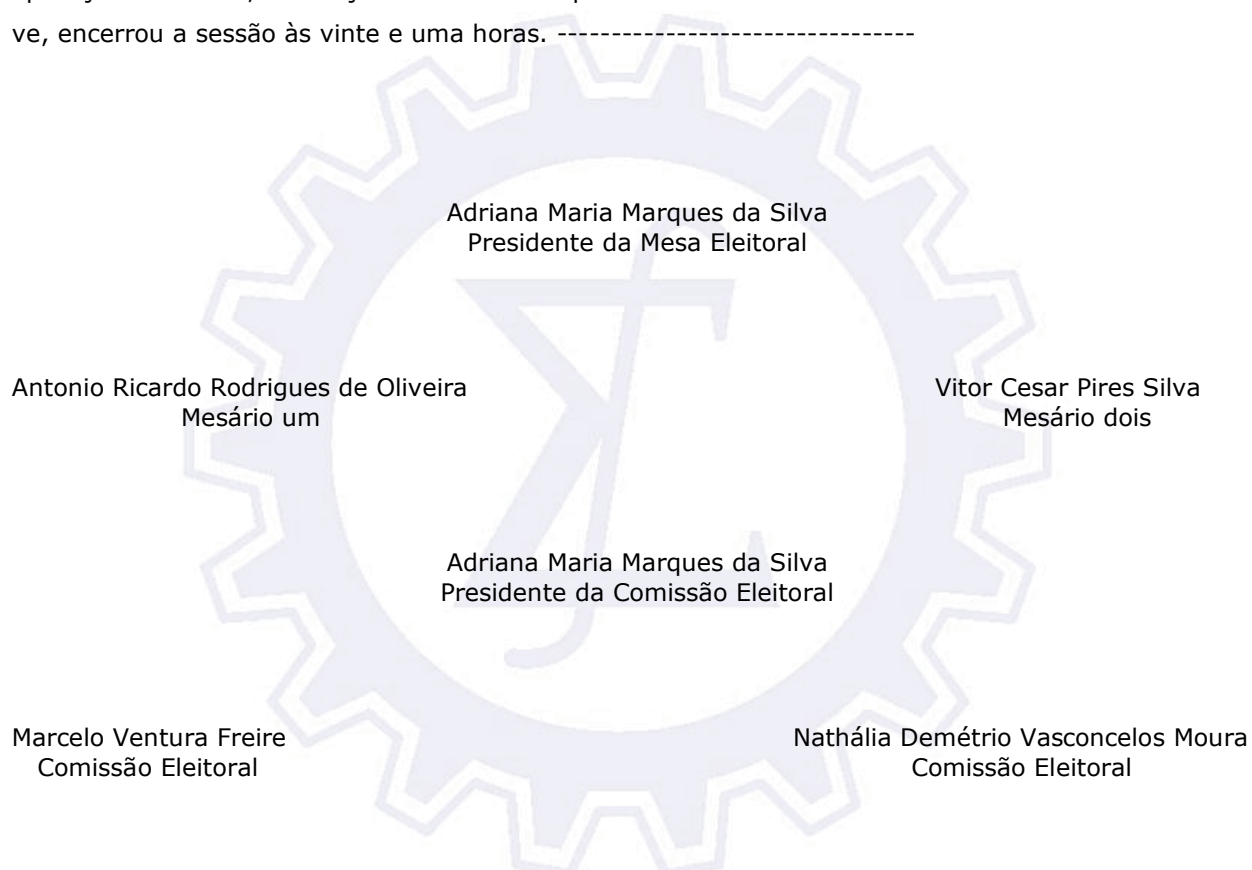 ve, encerrou a sessão às vinte e uma horas. ---------------------------------
Adriana Maria Marques da Silva
Presidente da Mesa Eleitoral
Antonio Ricardo Rodrigues de Oliveira
Mesário um
Vitor Cesar Pires Silva
Mesário dois
Adriana Maria Marques da Silva
Presidente da Comissão Eleitoral
Marcelo Ventura Freire
Comissão Eleitoral
Nathália Demétrio Vasconcelos Moura
Comissão Eleitoral